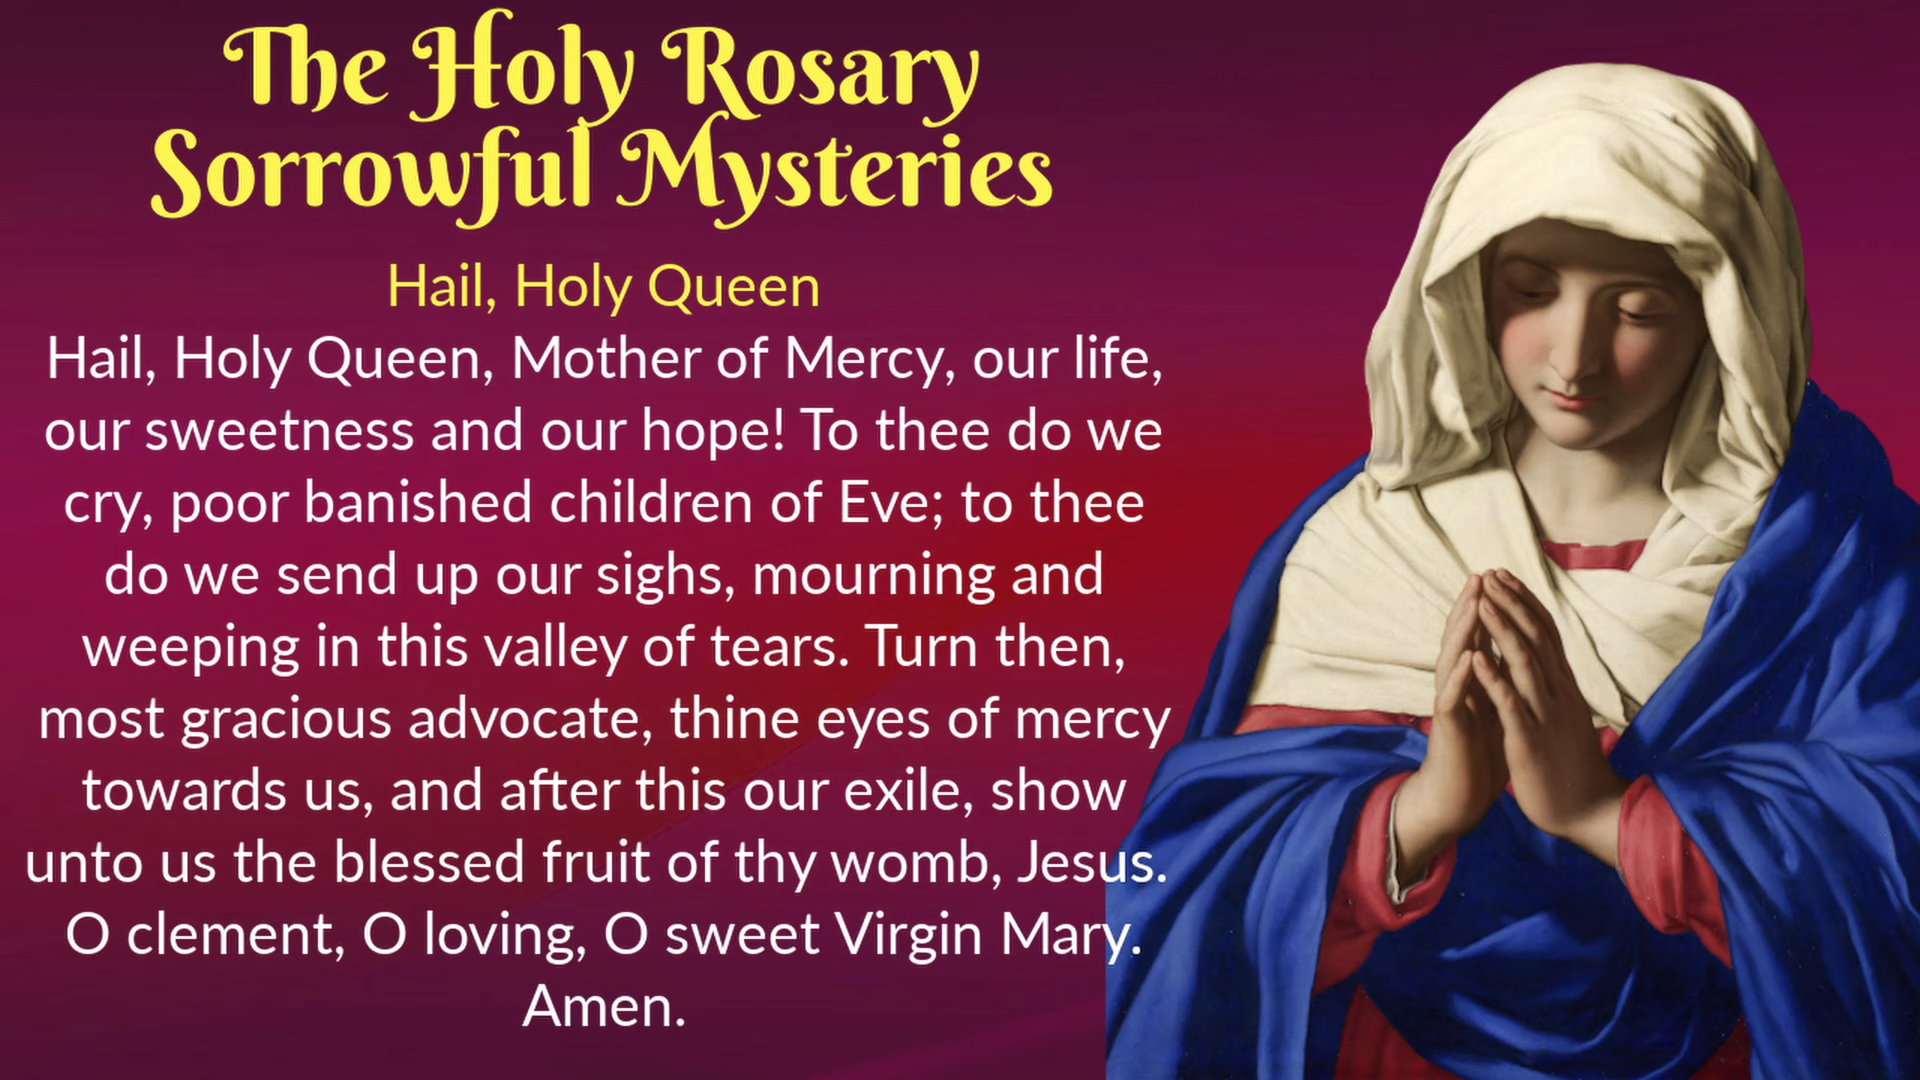 The Holy Rosary
Sorrowful Mysteries
Hail, Holy Queen
Hail, Holy Queen, Mother of Mercy, our life,
our sweetness and our hope! To thee do we
cry, poor banished children of Eve; to thee
do we send up our sighs, mourning and
weeping in this valley of tears. Turn then,
most gracious advocate, thine eyes of mercy
towards us, and after this our exile, show
unto us the blessed fruit of thy womb, Jesus.
O clement, O loving, O sweet Virgin Mary.
Amen.